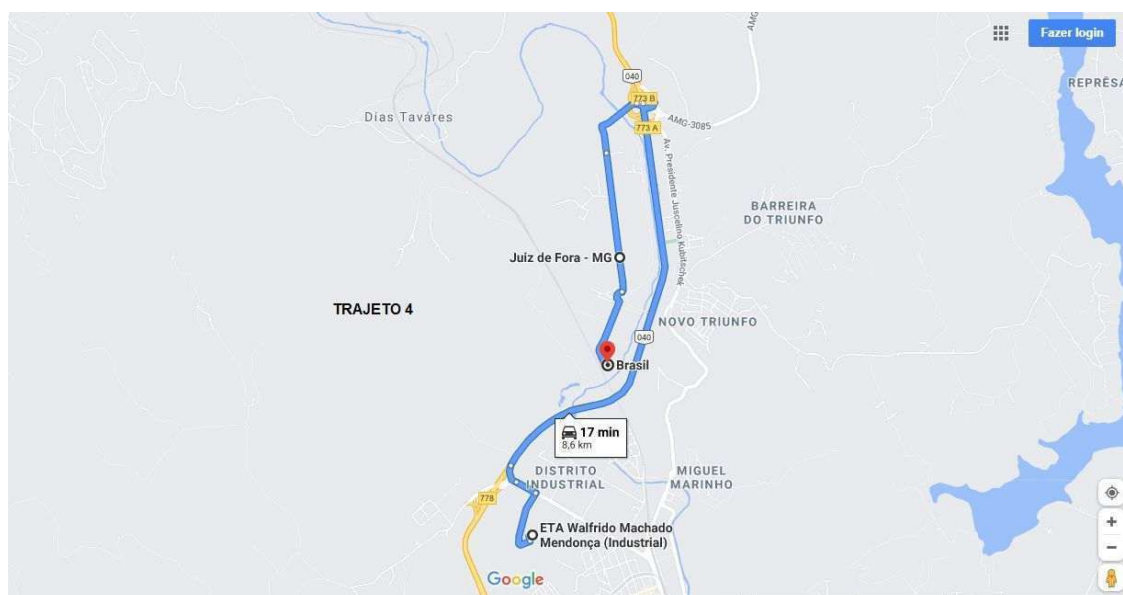 Fazer login
040
773 B
773 A
AMG-3085
REPRÊSA
Dias Tavares
Av. Presidente Juscelino Kubitschek
BARREIRA
DO TRIUNFO
Juiz de Fora - MG
TRAJETO 4
NOVO TRIUNFO
040
Brasil
17 min
8,6 km
DISTRITO
INDUSTRIAL
MIGUEL
MARINHO
778
ETA Walfrido Machado
Mendonça (Industrial)
Google